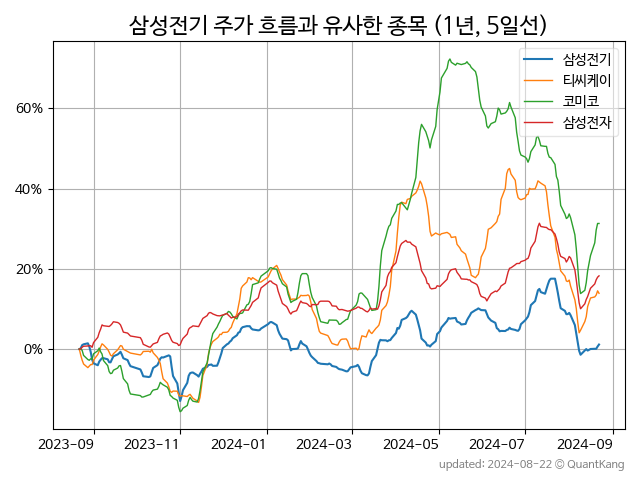 삼성전기 주가 흐름과 유사한 종목 (1년, 5일선)
삼성전기
티씨케이
코미코
삼성전자
60%
40%
20%
0%
2023-09 2023-11 2024-01 2024-03 2024-05 2024-07 2024-09
updated: 2024-08-22 © QuantKang